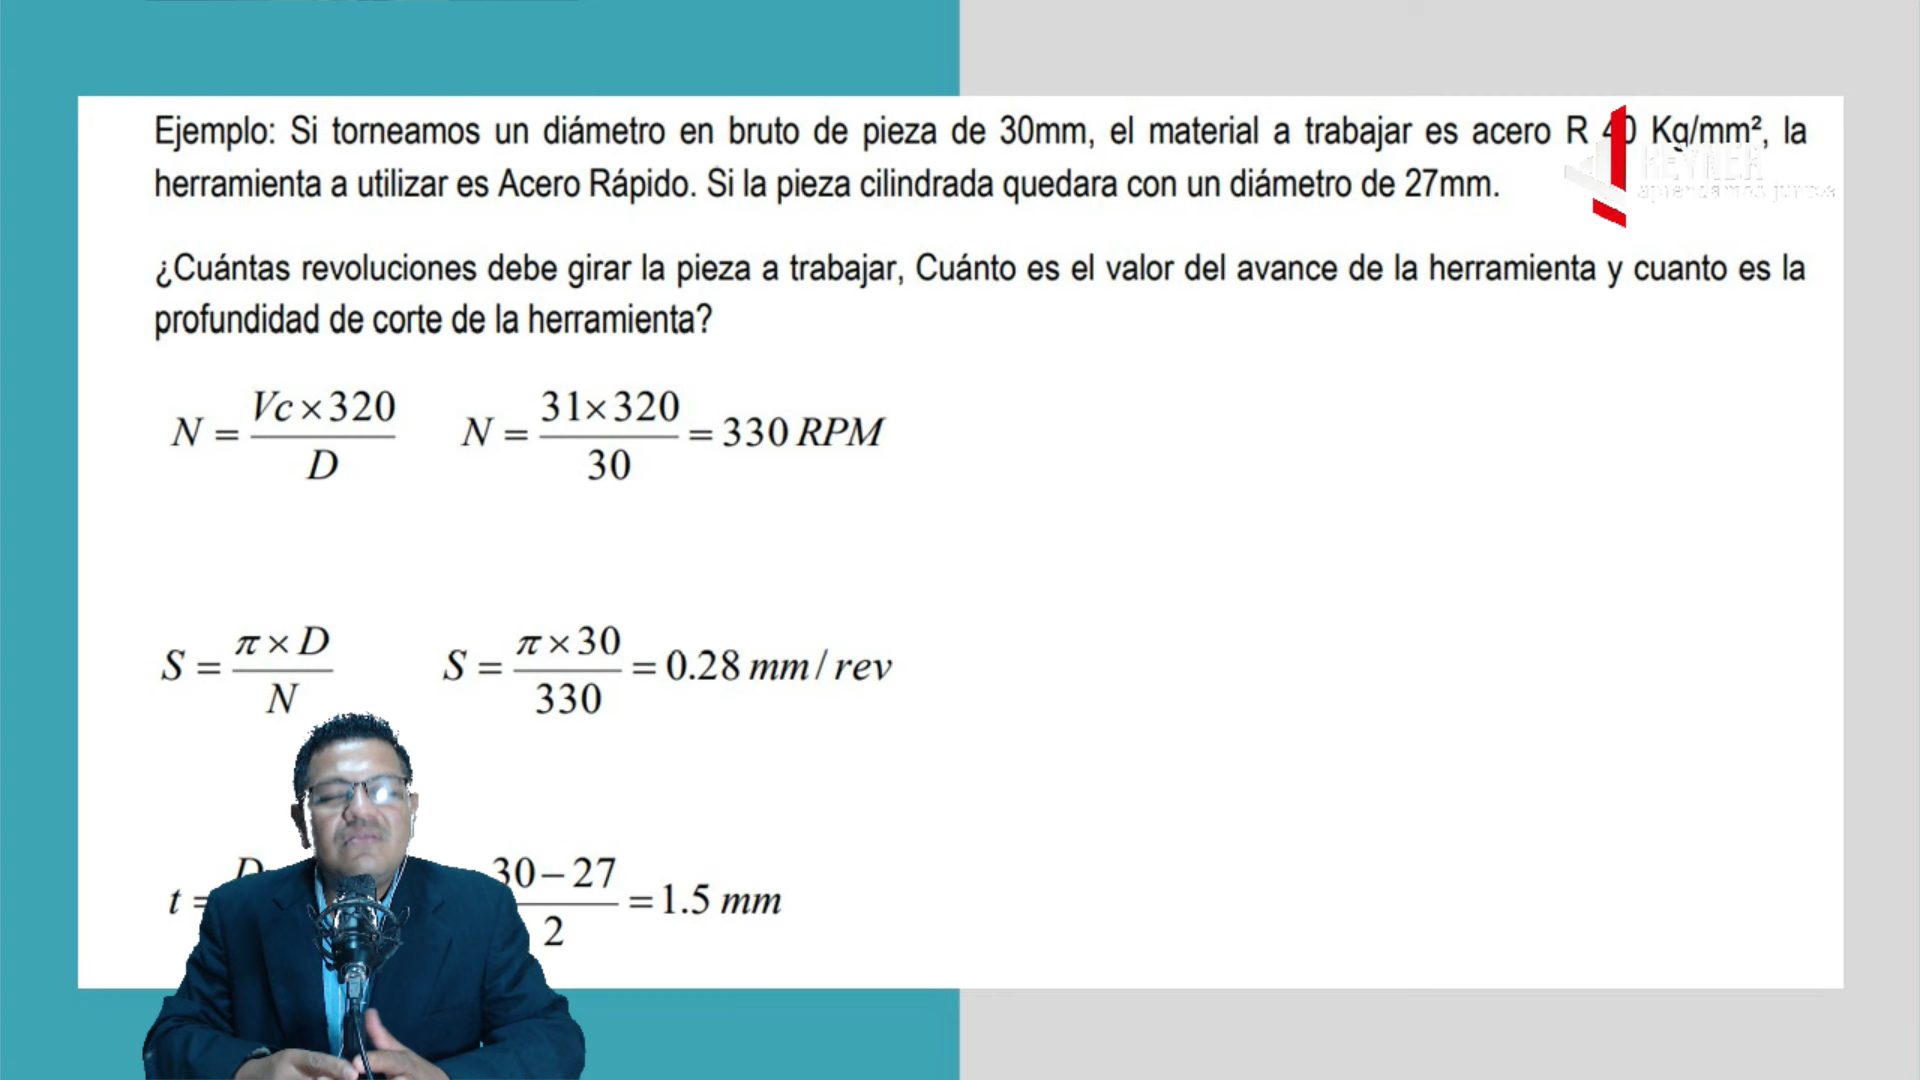 Ejemplo: Si torneamos un diámetro en bruto de pieza de 30mm, el material a trabajar es acero R 40 Kg/mm², la
herramienta a utilizar es Acero Rápido. Si la pieza cilindrada quedara con un diámetro de 27mm.
REYNER
aprendamos juntos
¿Cuántas revoluciones debe girar la pieza a trabajar, Cuánto es el valor del avance de la herramienta y cuanto es la
profundidad de corte de la herramienta?
N = Vc×320 / D    N = 31×320 / 30 = 330 RPM
S = π×D / N    S = π×30 / 330 = 0.28 mm / rev
t = D    30−27 / 2 = 1.5 mm